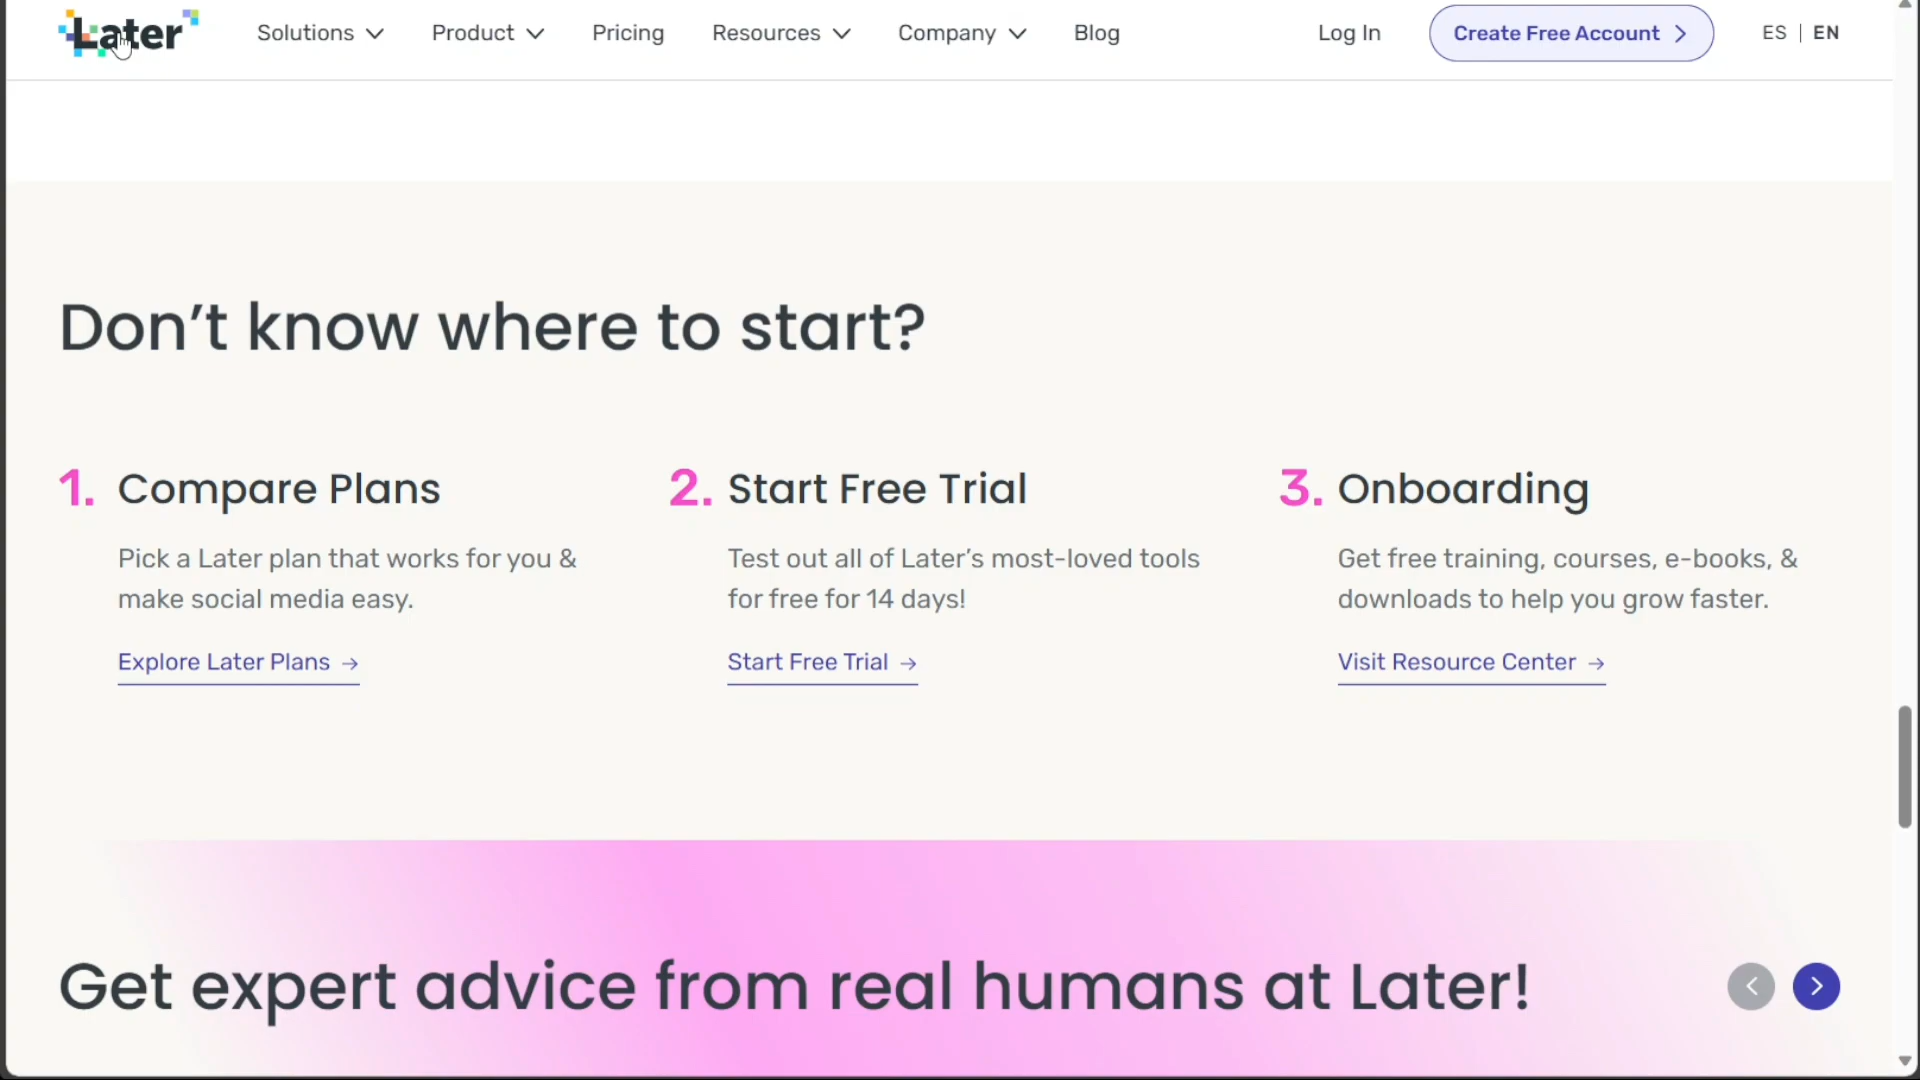 Later
Solutions
Product
Pricing
Resources
Company
Blog
Log In
Create Free Account
ES | EN
Don’t know where to start?
1. Compare Plans
Pick a Later plan that works for you &
make social media easy.
Explore Later Plans →
2. Start Free Trial
Test out all of Later’s most-loved tools
for free for 14 days!
Start Free Trial →
3. Onboarding
Get free training, courses, e-books, &
downloads to help you grow faster.
Visit Resource Center →
Get expert advice from real humans at Later!